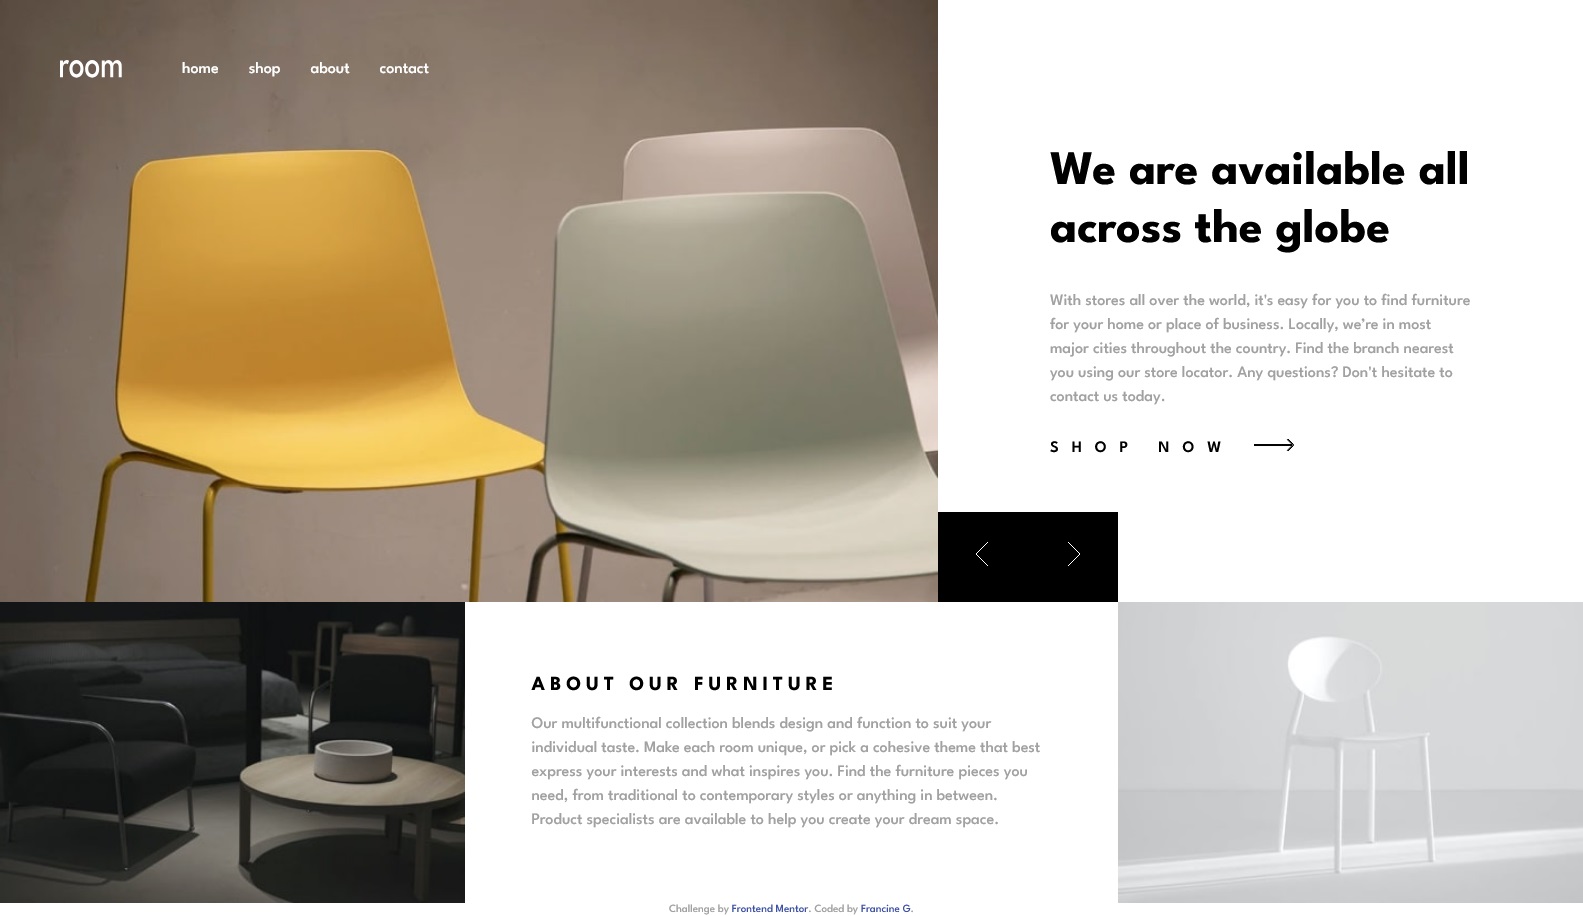 room
home shop about contact
We are available all
across the globe
With stores all over the world, it's easy for you to find furniture
for your home or place of business. Locally, we’re in most
major cities throughout the country. Find the branch nearest
you using our store locator. Any questions? Don't hesitate to
contact us today.
SHOP NOW
ABOUT OUR FURNITURE
Our multifunctional collection blends design and function to suit your
individual taste. Make each room unique, or pick a cohesive theme that best
express your interests and what inspires you. Find the furniture pieces you
need, from traditional to contemporary styles or anything in between.
Product specialists are available to help you create your dream space.
Challenge by Frontend Mentor. Coded by Francine G.